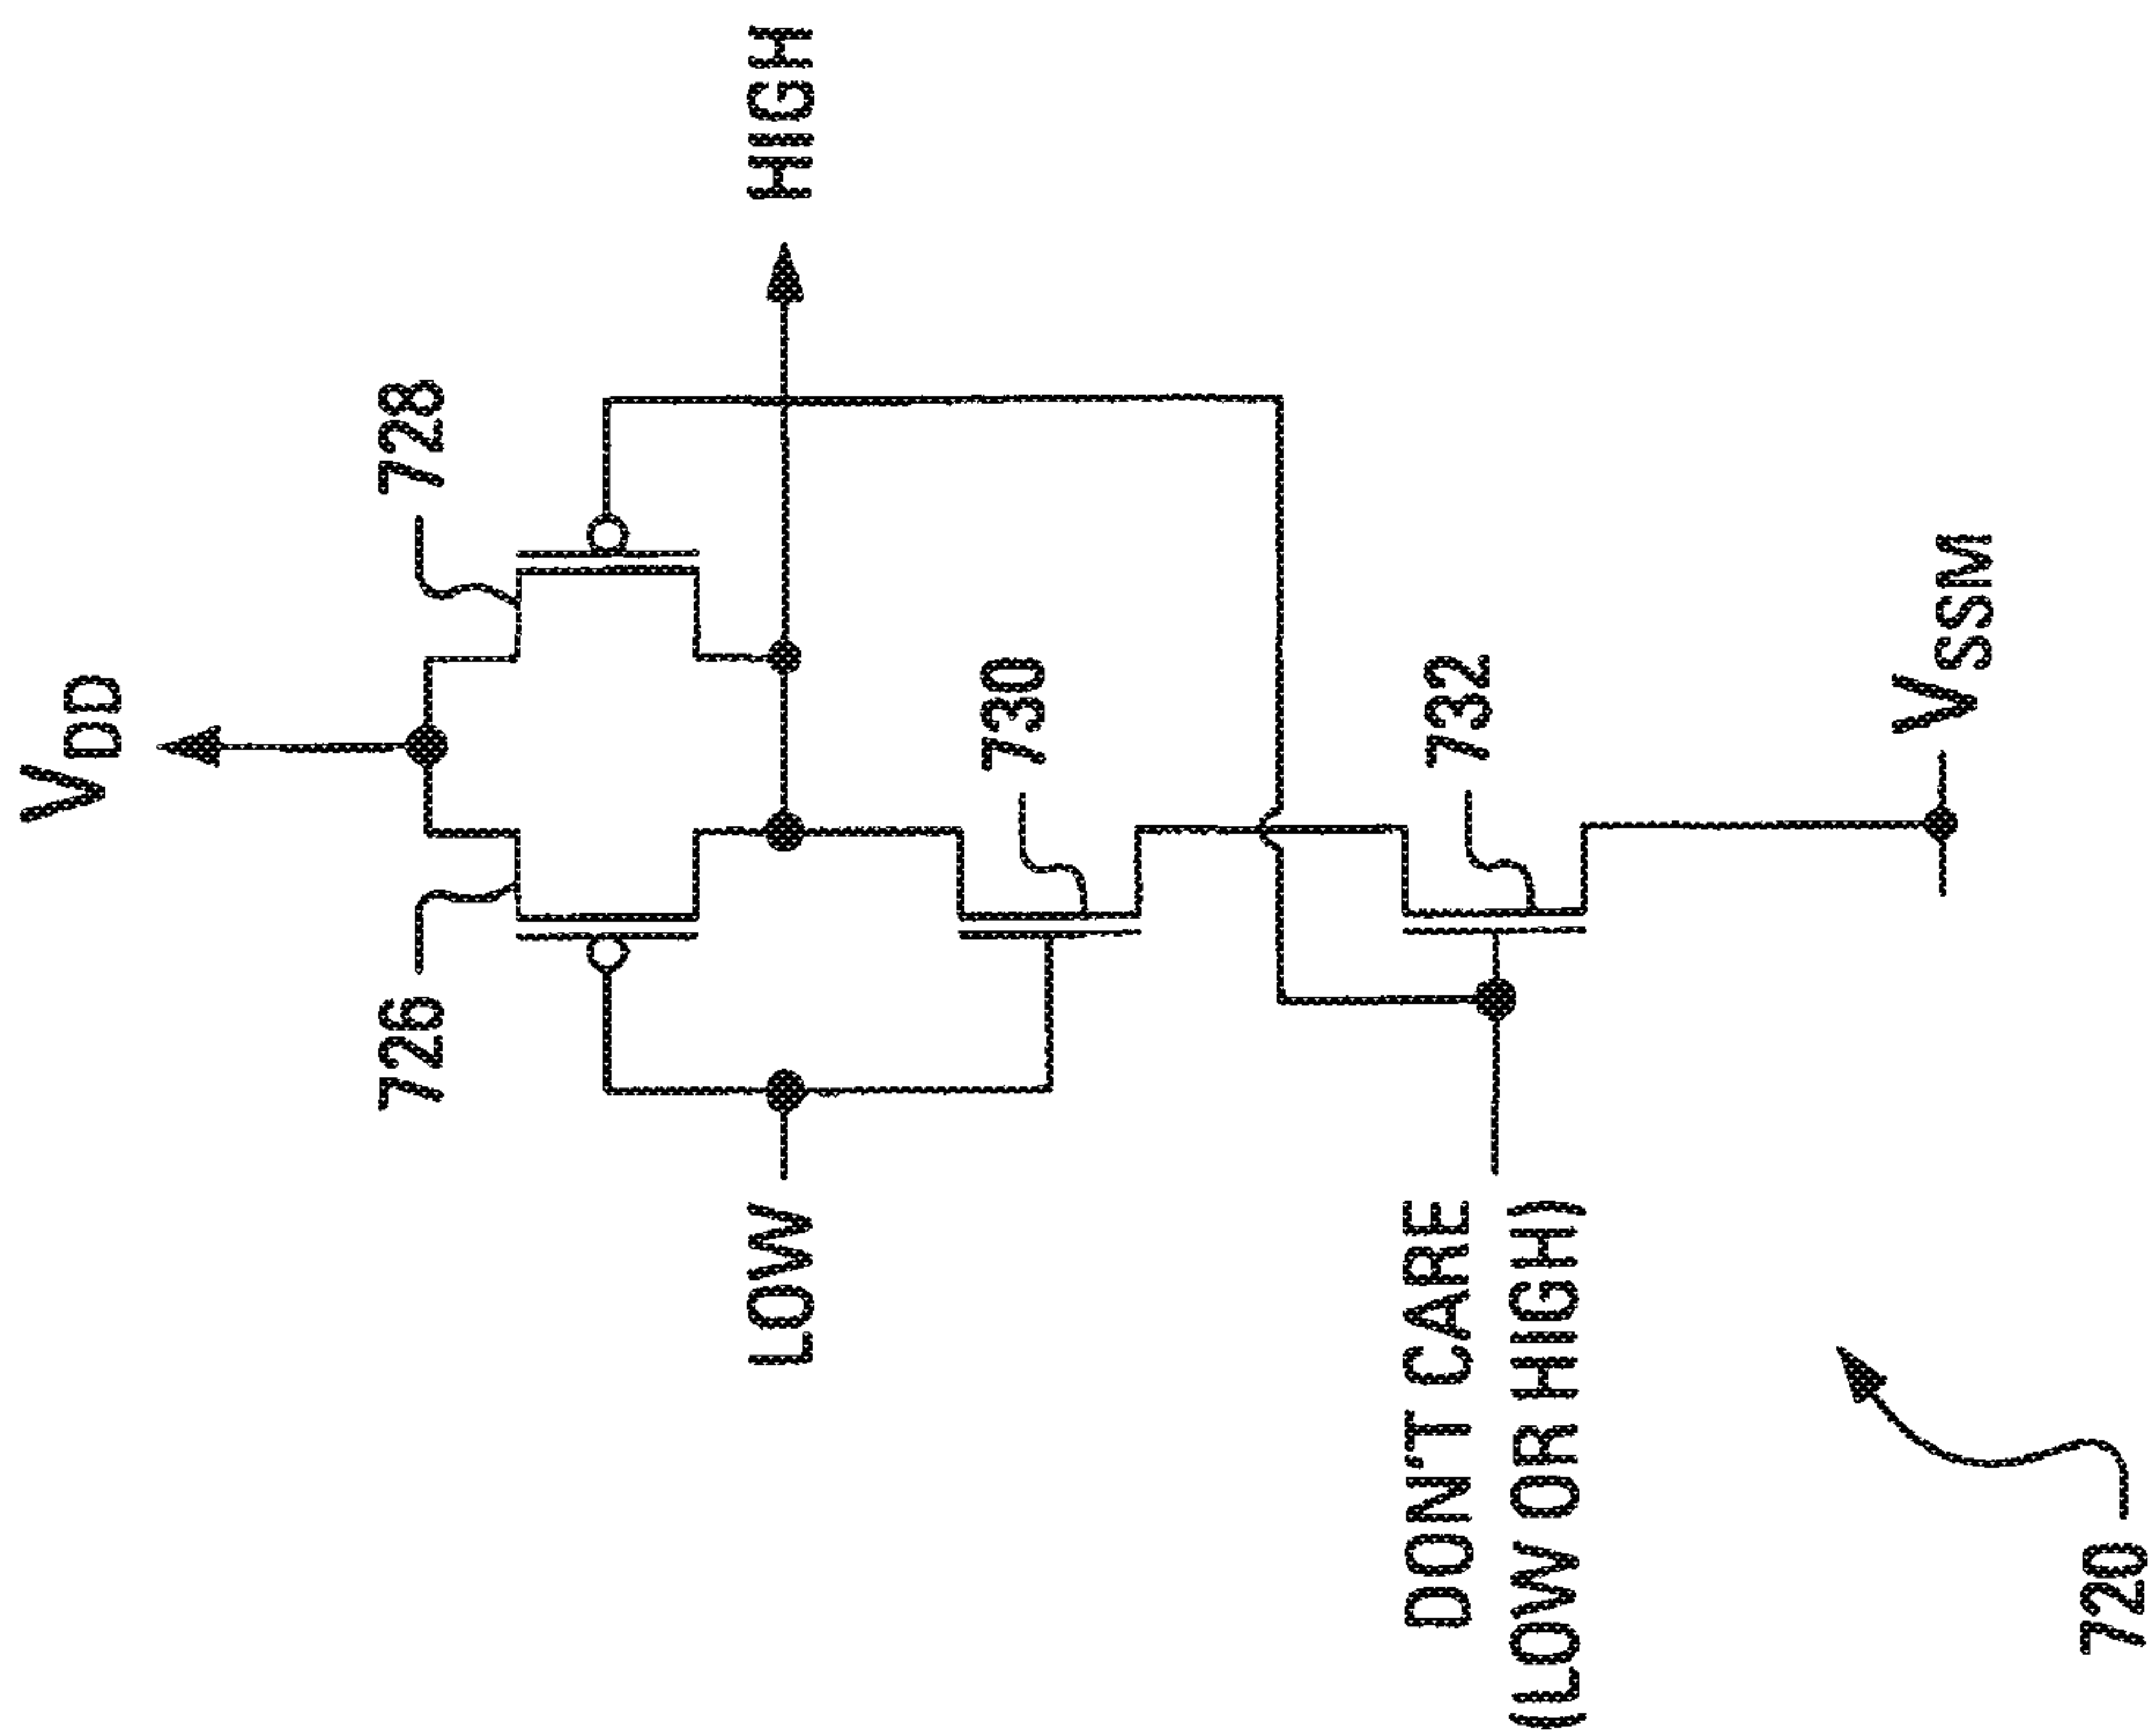 V_DD
726
728
LOW
HIGH
730
DON'T CARE
(LOW OR HIGH)
732
V_SSM
720